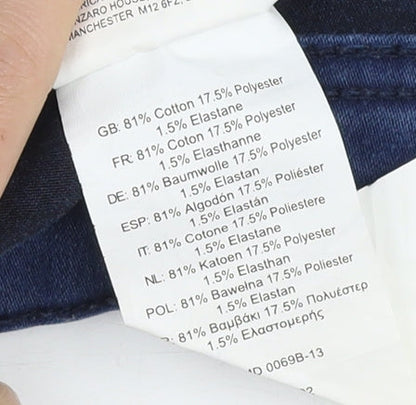 NZARO HOUSE
MANCHESTER M12 6FZ,
GB: 81% Cotton 17.5% Polyester
1.5% Elastane
FR: 81% Coton 17.5% Polyester
1.5% Elasthanne
DE: 81% Baumwolle 17.5% Polyester
1.5% Elastan
ESP: 81% Algodón 17.5% Poliéster
1.5% Elastán
IT: 81% Cotone 17.5% Poliestere
1.5% Elastane
NL: 81% Katoen 17.5% Polyester
1.5% Elasthan
POL: 81% Bawełna 17.5% Poliester
1.5% Elastan
81% Βαμβάκι 17.5% Πολυέστερ
1.5% Ελαστομερής
0069B-13